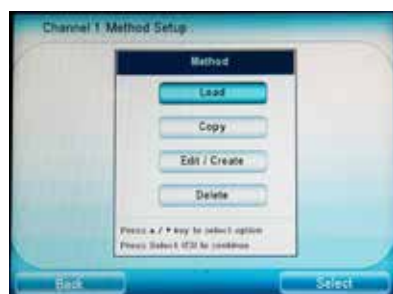 Channel 1 Method Setup
Method
Load
Copy
Edit / Create
Delete
Press ▲ / ▼ key to select option
Press Select (F3) to continue
Back
Select